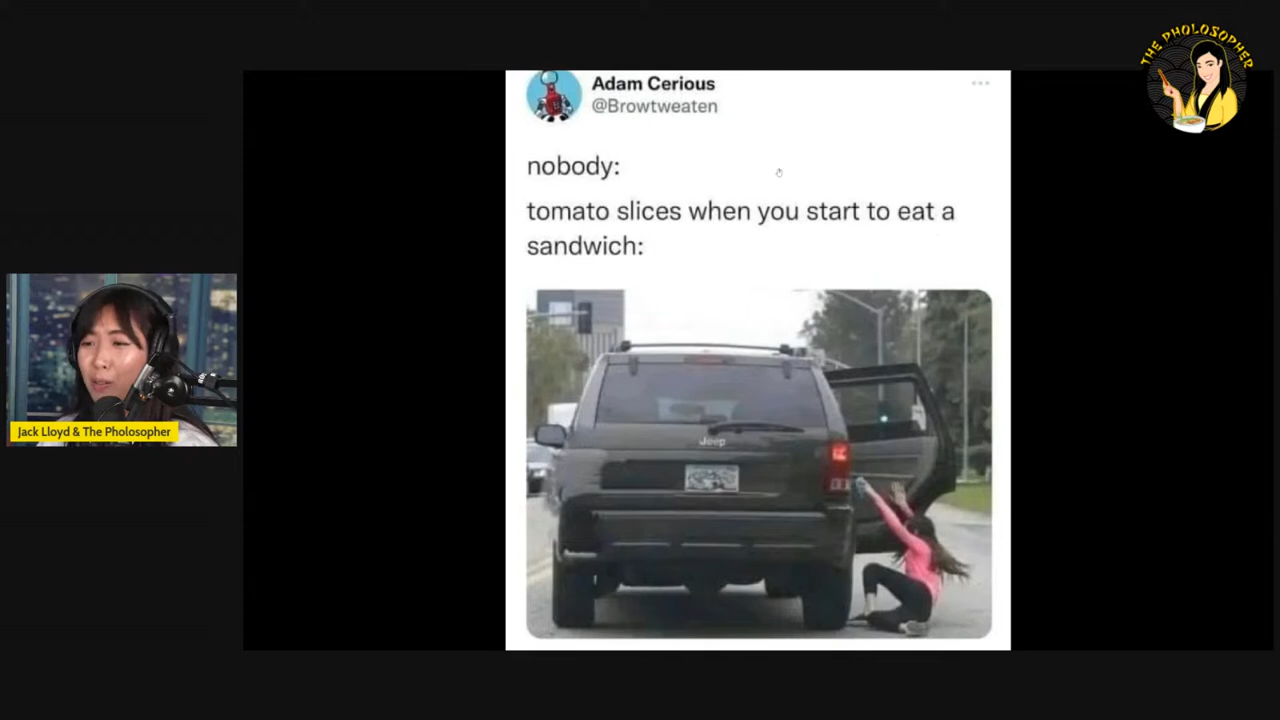 THE PHOLOSOPHER
Adam Cerious
@Browtweaten
nobody:
tomato slices when you start to eat a
sandwich:
Jeep
Jack Lloyd & The Pholosopher